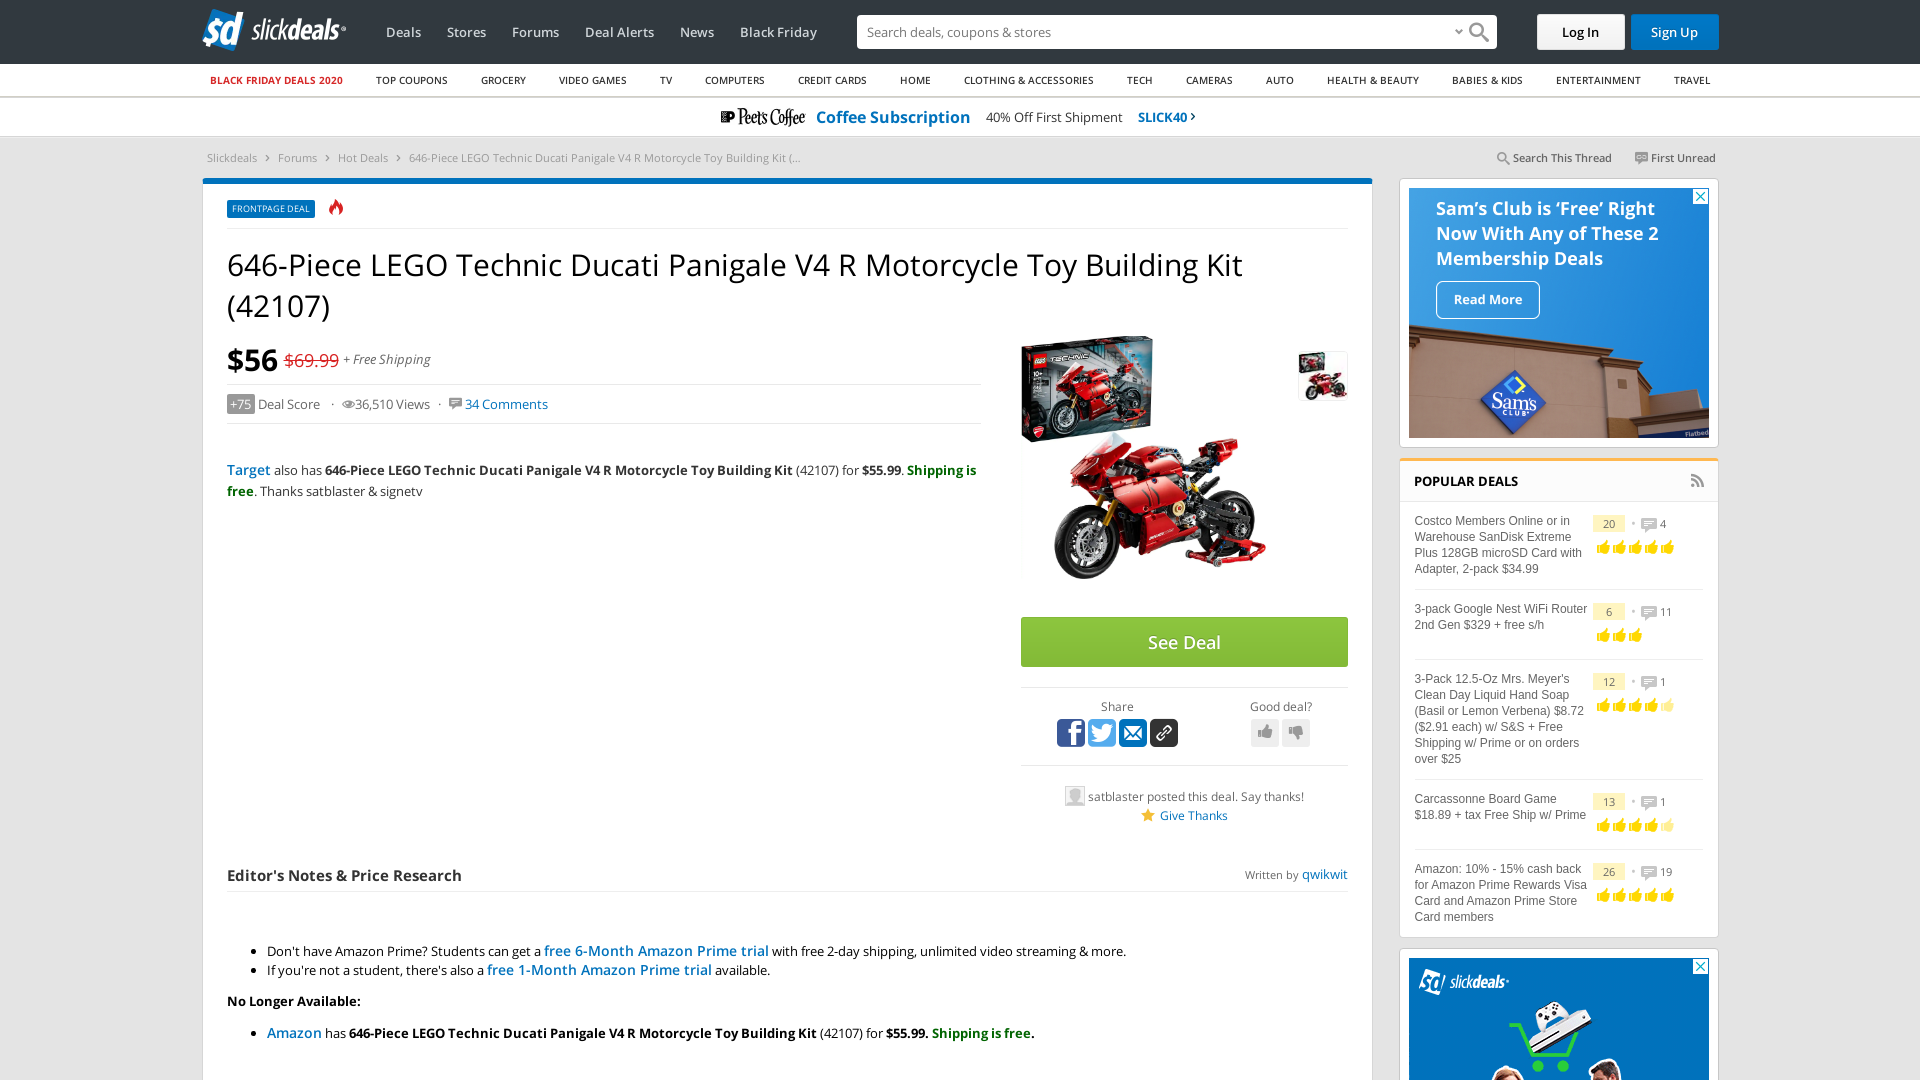 slickdeals
Deals
Stores
Forums
Deal Alerts
News
Black Friday
Search deals, coupons & stores
Log In
Sign Up
BLACK FRIDAY DEALS 2020
TOP COUPONS
GROCERY
VIDEO GAMES
TV
COMPUTERS
CREDIT CARDS
HOME
CLOTHING & ACCESSORIES
TECH
CAMERAS
AUTO
HEALTH & BEAUTY
BABIES & KIDS
ENTERTAINMENT
TRAVEL
Peet's Coffee Coffee Subscription 40% Off First Shipment SLICK40
Slickdeals > Forums > Hot Deals > 646-Piece LEGO Technic Ducati Panigale V4 R Motorcycle Toy Building Kit (...
Search This Thread
First Unread
FRONTPAGE DEAL
646-Piece LEGO Technic Ducati Panigale V4 R Motorcycle Toy Building Kit
(42107)
$56 $69.99 + Free Shipping
+75 Deal Score · 36,510 Views · 34 Comments
Target also has 646-Piece LEGO Technic Ducati Panigale V4 R Motorcycle Toy Building Kit (42107) for $55.99. Shipping is
free. Thanks satblaster & signetv
LEGO TECHNIC
10+
See Deal
Share
Good deal?
satblaster posted this deal. Say thanks!
Give Thanks
Editor's Notes & Price Research
Written by qwikwit
Don't have Amazon Prime? Students can get a free 6-Month Amazon Prime trial with free 2-day shipping, unlimited video streaming & more.
If you're not a student, there's also a free 1-Month Amazon Prime trial available.
No Longer Available:
Amazon has 646-Piece LEGO Technic Ducati Panigale V4 R Motorcycle Toy Building Kit (42107) for $55.99. Shipping is free.
Sam's Club is ‘Free’ Right
Now With Any of These 2
Membership Deals
Read More
Sam's
CLUB
Flatbed
POPULAR DEALS
Costco Members Online or in
Warehouse SanDisk Extreme
Plus 128GB microSD Card with
Adapter, 2-pack $34.99
20 • 4
3-pack Google Nest WiFi Router
2nd Gen $329 + free s/h
6 • 11
3-Pack 12.5-Oz Mrs. Meyer's
Clean Day Liquid Hand Soap
(Basil or Lemon Verbena) $8.72
($2.91 each) w/ S&S + Free
Shipping w/ Prime or on orders
over $25
12 • 1
Carcassonne Board Game
$18.89 + tax Free Ship w/ Prime
13 • 1
Amazon: 10% - 15% cash back
for Amazon Prime Rewards Visa
Card and Amazon Prime Store
Card members
26 • 19
slickdeals